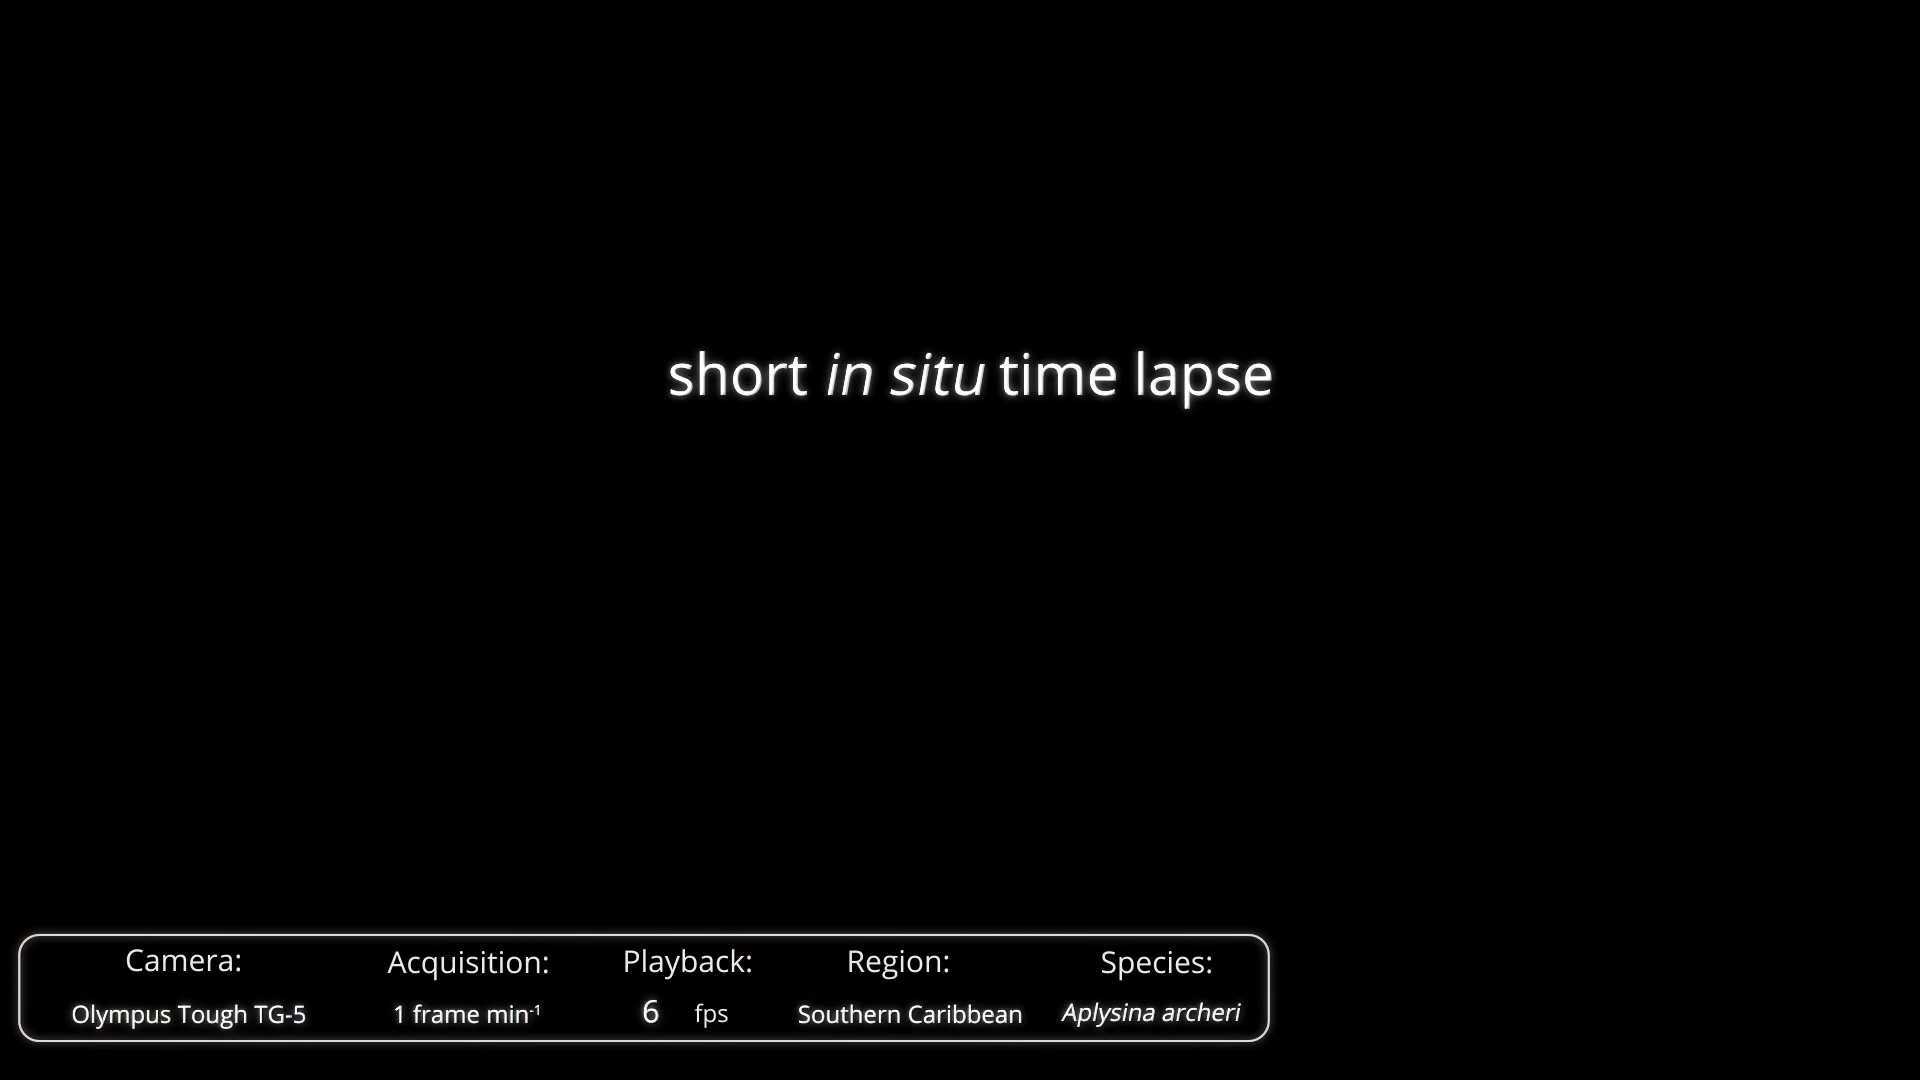 short in situ time lapse
Camera: Acquisition: Playback: Region: Species:
Olympus Tough TG-5 1 frame min⁻¹ 6 fps Southern Caribbean Aplysina archeri